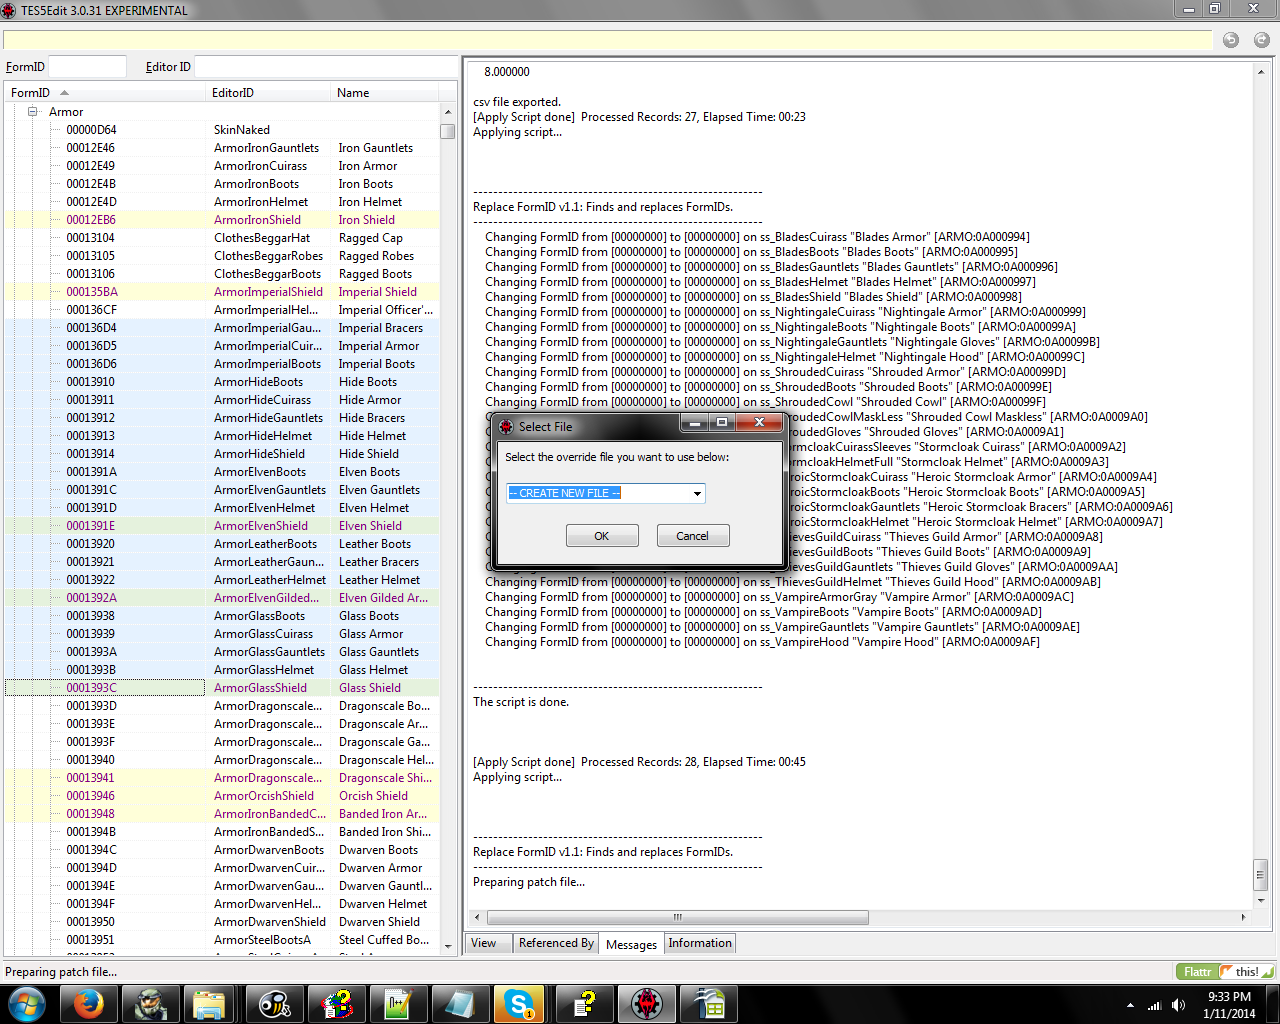 TES5Edit 3.0.31 EXPERIMENTAL
FormID
Editor ID
FormID EditorID Name
Armor
00000D64 SkinNaked
00012E46 ArmorIronGauntlets Iron Gauntlets
00012E49 ArmorIronCuirass Iron Armor
00012E4B ArmorIronBoots Iron Boots
00012E4D ArmorIronHelmet Iron Helmet
00012EB6 ArmorIronShield Iron Shield
00013104 ClothesBeggarHat Ragged Cap
00013105 ClothesBeggarRobes Ragged Robes
00013106 ClothesBeggarBoots Ragged Boots
000135BA ArmorImperialShield Imperial Shield
000136CF ArmorImperialHel... Imperial Officer'...
000136D4 ArmorImperialGau... Imperial Bracers
000136D5 ArmorImperialCuir... Imperial Armor
000136D6 ArmorImperialBoots Imperial Boots
00013910 ArmorHideBoots Hide Boots
00013911 ArmorHideCuirass Hide Armor
00013912 ArmorHideGauntlets Hide Bracers
00013913 ArmorHideHelmet Hide Helmet
00013914 ArmorHideShield Hide Shield
0001391A ArmorElvenBoots Elven Boots
0001391C ArmorElvenGauntlets Elven Gauntlets
0001391D ArmorElvenHelmet Elven Helmet
0001391E ArmorElvenShield Elven Shield
00013920 ArmorLeatherBoots Leather Boots
00013921 ArmorLeatherGaun... Leather Bracers
00013922 ArmorLeatherHelmet Leather Helmet
0001392A ArmorElvenGilded... Elven Gilded Ar...
00013938 ArmorGlassBoots Glass Boots
00013939 ArmorGlassCuirass Glass Armor
0001393A ArmorGlassGauntlets Glass Gauntlets
0001393B ArmorGlassHelmet Glass Helmet
0001393C ArmorGlassShield Glass Shield
0001393D ArmorDragonscale... Dragonscale Bo...
0001393E ArmorDragonscale... Dragonscale Ar...
0001393F ArmorDragonscale... Dragonscale Ga...
00013940 ArmorDragonscale... Dragonscale Hel...
00013941 ArmorDragonscale... Dragonscale Shi...
00013946 ArmorOrcishShield Orcish Shield
00013948 ArmorIronBandedC... Banded Iron Ar...
0001394B ArmorIronBandedS... Banded Iron Shi...
0001394C ArmorDwarvenBoots Dwarven Boots
0001394D ArmorDwarvenCuir... Dwarven Armor
0001394E ArmorDwarvenGau... Dwarven Gauntl...
0001394F ArmorDwarvenHel... Dwarven Helmet
00013950 ArmorDwarvenShield Dwarven Shield
00013951 ArmorSteelBootsA Steel Cuffed Bo...
8.000000
csv file exported.
[Apply Script done] Processed Records: 27, Elapsed Time: 00:23
Applying script...
------------------------------------------------------------
Replace FormID v1.1: Finds and replaces FormIDs.
------------------------------------------------------------
Changing FormID from [00000000] to [00000000] on ss_BladesCuirass "Blades Armor" [ARMO:0A000994]
Changing FormID from [00000000] to [00000000] on ss_BladesBoots "Blades Boots" [ARMO:0A000995]
Changing FormID from [00000000] to [00000000] on ss_BladesGauntlets "Blades Gauntlets" [ARMO:0A000996]
Changing FormID from [00000000] to [00000000] on ss_BladesHelmet "Blades Helmet" [ARMO:0A000997]
Changing FormID from [00000000] to [00000000] on ss_BladesShield "Blades Shield" [ARMO:0A000998]
Changing FormID from [00000000] to [00000000] on ss_NightingaleCuirass "Nightingale Armor" [ARMO:0A000999]
Changing FormID from [00000000] to [00000000] on ss_NightingaleBoots "Nightingale Boots" [ARMO:0A00099A]
Changing FormID from [00000000] to [00000000] on ss_NightingaleGauntlets "Nightingale Gloves" [ARMO:0A00099B]
Changing FormID from [00000000] to [00000000] on ss_NightingaleHelmet "Nightingale Hood" [ARMO:0A00099C]
Changing FormID from [00000000] to [00000000] on ss_ShroudedCuirass "Shrouded Armor" [ARMO:0A00099D]
Changing FormID from [00000000] to [00000000] on ss_ShroudedBoots "Shrouded Boots" [ARMO:0A00099E]
Changing FormID from [00000000] to [00000000] on ss_ShroudedCowl "Shrouded Cowl" [ARMO:0A00099F]
roudedCowlMaskLess "Shrouded Cowl Maskless" [ARMO:0A0009A0]
roudedGloves "Shrouded Gloves" [ARMO:0A0009A1]
rmcloakCuirassSleeves "Stormcloak Cuirass" [ARMO:0A0009A2]
rmcloakHelmetFull "Stormcloak Helmet" [ARMO:0A0009A3]
roicStormcloakCuirass "Heroic Stormcloak Armor" [ARMO:0A0009A4]
roicStormcloakBoots "Heroic Stormcloak Boots" [ARMO:0A0009A5]
roicStormcloakGauntlets "Heroic Stormcloak Bracers" [ARMO:0A0009A6]
roicStormcloakHelmet "Heroic Stormcloak Helmet" [ARMO:0A0009A7]
ievesGuildCuirass "Thieves Guild Armor" [ARMO:0A0009A8]
ievesGuildBoots "Thieves Guild Boots" [ARMO:0A0009A9]
ievesGuildGauntlets "Thieves Guild Gloves" [ARMO:0A0009AA]
Changing FormID from [00000000] to [00000000] on ss_ThievesGuildHelmet "Thieves Guild Hood" [ARMO:0A0009AB]
Changing FormID from [00000000] to [00000000] on ss_VampireArmorGray "Vampire Armor" [ARMO:0A0009AC]
Changing FormID from [00000000] to [00000000] on ss_VampireBoots "Vampire Boots" [ARMO:0A0009AD]
Changing FormID from [00000000] to [00000000] on ss_VampireGauntlets "Vampire Gauntlets" [ARMO:0A0009AE]
Changing FormID from [00000000] to [00000000] on ss_VampireHood "Vampire Hood" [ARMO:0A0009AF]
------------------------------------------------------------
The script is done.
[Apply Script done] Processed Records: 28, Elapsed Time: 00:45
Applying script...
------------------------------------------------------------
Replace FormID v1.1: Finds and replaces FormIDs.
------------------------------------------------------------
Preparing patch file...
Select File
Select the override file you want to use below:
-- CREATE NEW FILE --
OK Cancel
View Referenced By Messages Information
Preparing patch file...
Flattr this!
9:33 PM
1/11/2014